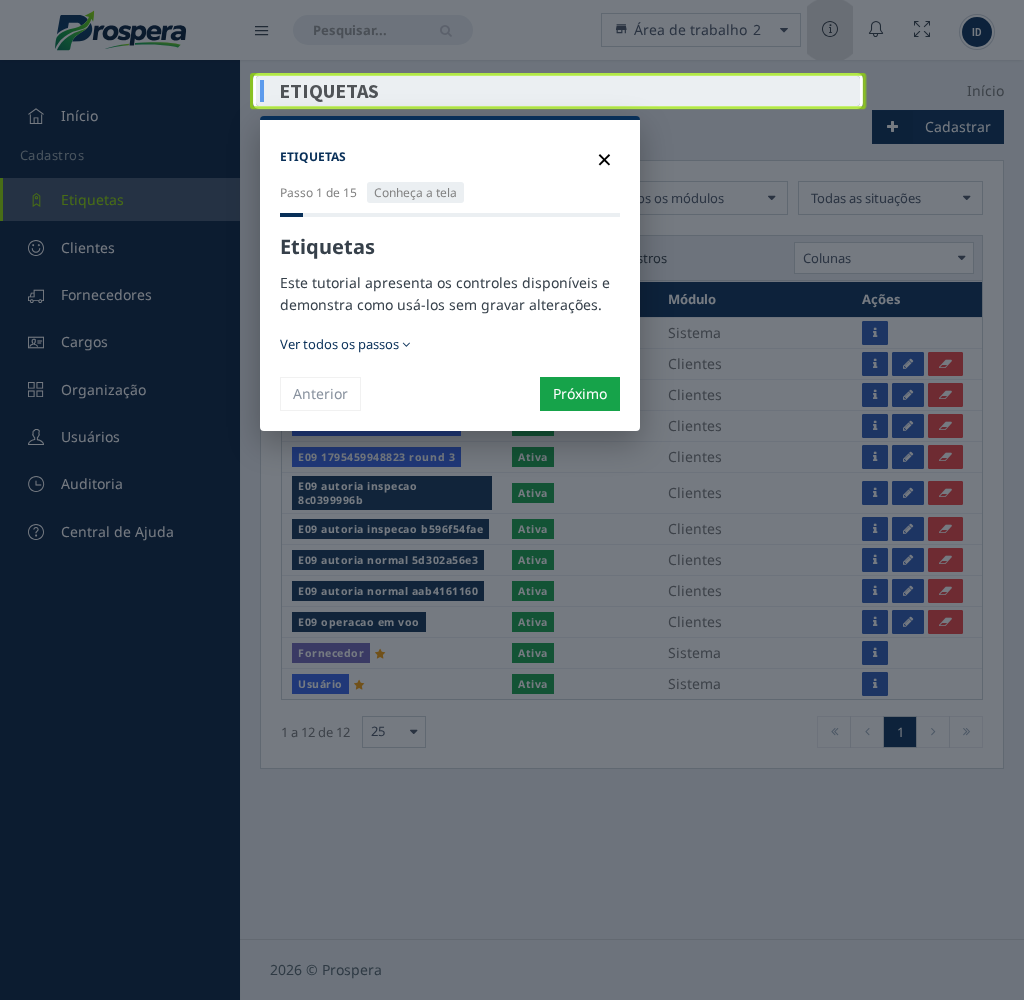 Prospera
Pesquisar...
Área de trabalho 2
ID
Início
Cadastros
Etiquetas
Clientes
Fornecedores
Cargos
Organização
Usuários
Auditoria
Central de Ajuda
ETIQUETAS
Início
Cadastrar
ETIQUETAS
Passo 1 de 15 Conheça a tela
Etiquetas
Este tutorial apresenta os controles disponíveis e
demonstra como usá-los sem gravar alterações.
Ver todos os passos
Anterior
Próximo
os módulos
Todas as situações
Colunas
Módulo Ações
Sistema
Clientes
Clientes
Clientes
E09 1795459948823 round 3 Ativa Clientes
E09 autoria inspecao
8c0399996b Ativa Clientes
E09 autoria inspecao b596f54fae Ativa Clientes
E09 autoria normal 5d302a56e3 Ativa Clientes
E09 autoria normal aab4161160 Ativa Clientes
E09 operacao em voo Ativa Clientes
Fornecedor Ativa Sistema
Usuário Ativa Sistema
1 a 12 de 12 25
« ‹ 1 › »
2026 © Prospera